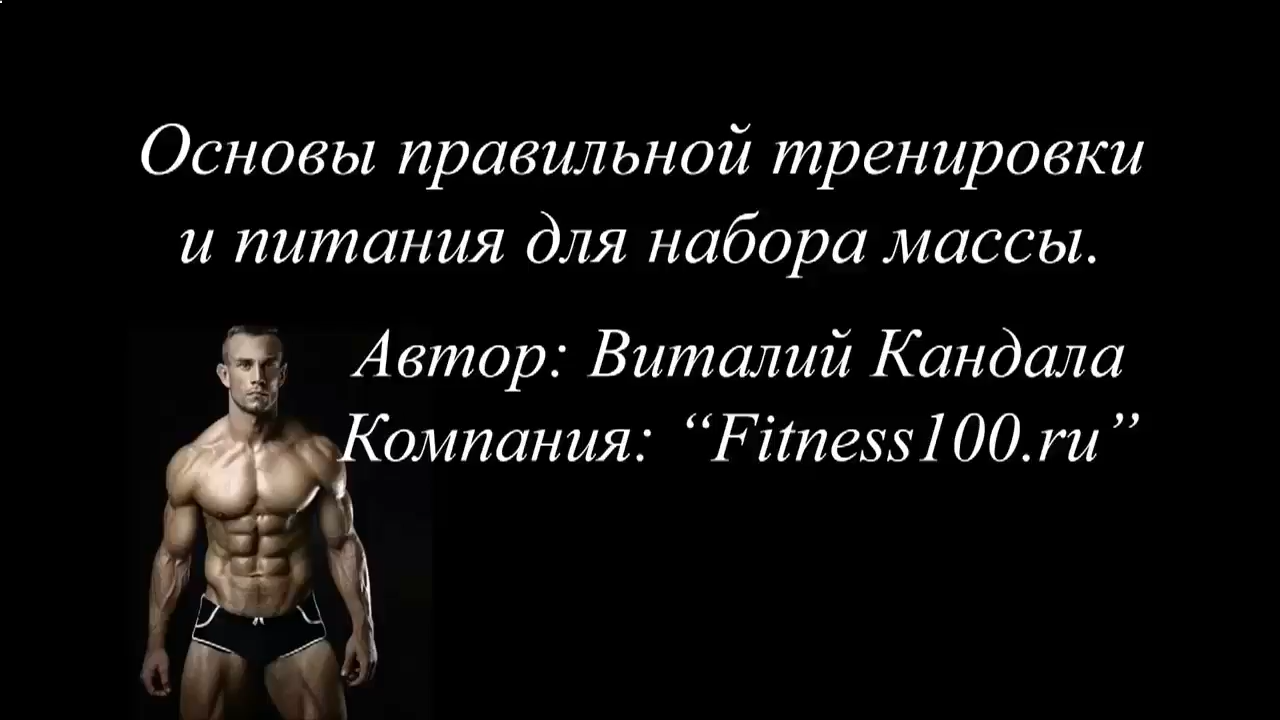 Основы правильной тренировки
и питания для набора массы.
Автор: Виталий Кандала
Компания: “Fitness100.ru”